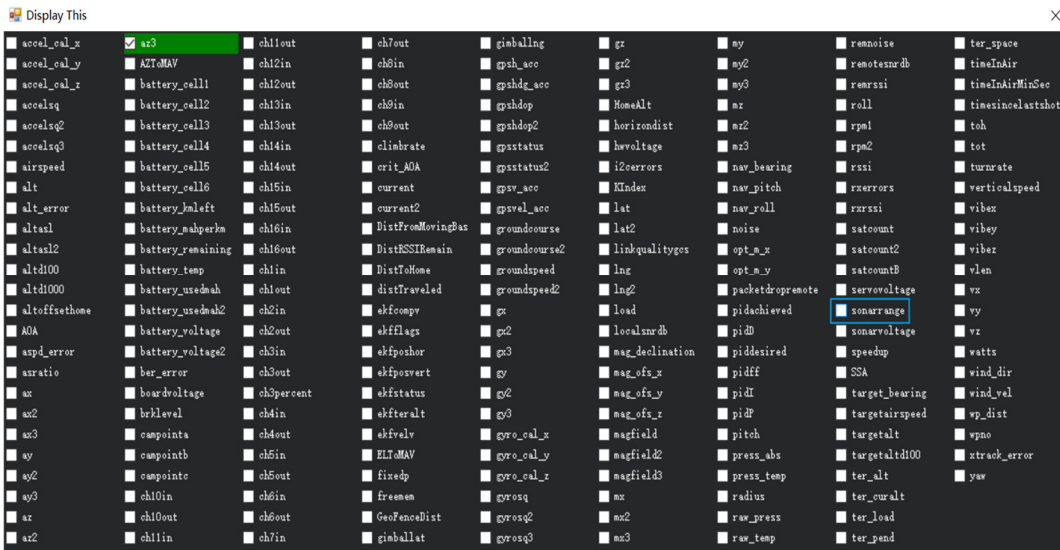 Display This
accel_cal_x
accel_cal_y
accel_cal_z
accelsq
accelsq2
accelsq3
airspeed
alt
alt_error
altasl
altasl2
altd100
altd1000
altoffsethome
AOA
aspd_error
asratio
ax
ax2
ax3
ay
ay2
ay3
az
az2
az3
AZToMAV
battery_cell1
battery_cell2
battery_cell3
battery_cell4
battery_cell5
battery_cell6
battery_kmleft
battery_mahperkm
battery_remaining
battery_temp
battery_usedmah
battery_usedmah2
battery_voltage
battery_voltage2
ber_error
boardvoltage
brklevel
campointa
campointb
campointc
ch10in
ch10out
ch11in
ch11out
ch12in
ch12out
ch13in
ch13out
ch14in
ch14out
ch15in
ch15out
ch16in
ch16out
ch1in
ch1out
ch2in
ch2out
ch3in
ch3out
ch3percent
ch4in
ch4out
ch5in
ch5out
ch6in
ch6out
ch7in
ch7out
ch8in
ch8out
ch9in
ch9out
climbrate
crit_AOA
current
current2
DistFromMovingBas
DistRSSIRemain
DistToHome
distTraveled
ekfcompv
ekfflags
ekfposhor
ekfposvert
ekfstatus
ekfteralt
ekfvelv
ELToMAV
fixedp
freemem
GeoFenceDist
gimballat
gimballng
gpsh_acc
gpshdg_acc
gpshdop
gpshdop2
gpsstatus
gpsstatus2
gpsv_acc
gpsvel_acc
groundcourse
groundcourse2
groundspeed
groundspeed2
gx
gx2
gx3
gy
gy2
gy3
gyro_cal_x
gyro_cal_y
gyro_cal_z
gyrosq
gyrosq2
gyrosq3
gz
gz2
gz3
HomeAlt
horizondist
hwvoltage
i2cerrors
KIndex
lat
lat2
linkqualitygcs
lng
lng2
load
localsnrdb
mag_declination
mag_ofs_x
mag_ofs_y
mag_ofs_z
magfield
magfield2
magfield3
mx
mx2
mx3
my
my2
my3
mz
mz2
mz3
nav_bearing
nav_pitch
nav_roll
noise
opt_m_x
opt_m_y
packetdropremote
pidachieved
pidD
piddesired
pidff
pidI
pidP
pitch
press_abs
press_temp
radius
raw_press
raw_temp
remnoise
remotesnrdb
remrssi
roll
rpm1
rpm2
rssi
rxerrors
rxrssi
satcount
satcount2
satcountB
servovoltage
sonarrange
sonarvoltage
speedup
SSA
target_bearing
targetairspeed
targetalt
targetaltd100
ter_alt
ter_curalt
ter_load
ter_pend
ter_space
timeInAir
timeInAirMinSec
timesincelastshot
toh
tot
turnrate
verticalspeed
vibex
vibey
vibez
vlen
vx
vy
vz
watts
wind_dir
wind_vel
wp_dist
wpno
xtrack_error
yaw